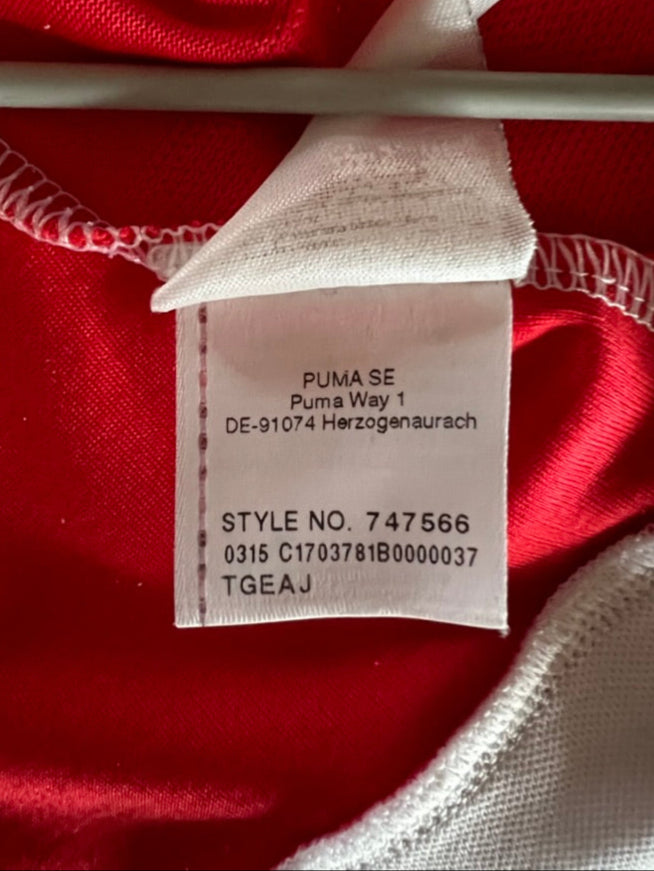 PUMA SE
Puma Way 1
DE-91074 Herzogenaurach
STYLE NO. 747566
0315 C1703781B0000037
TGEAJ